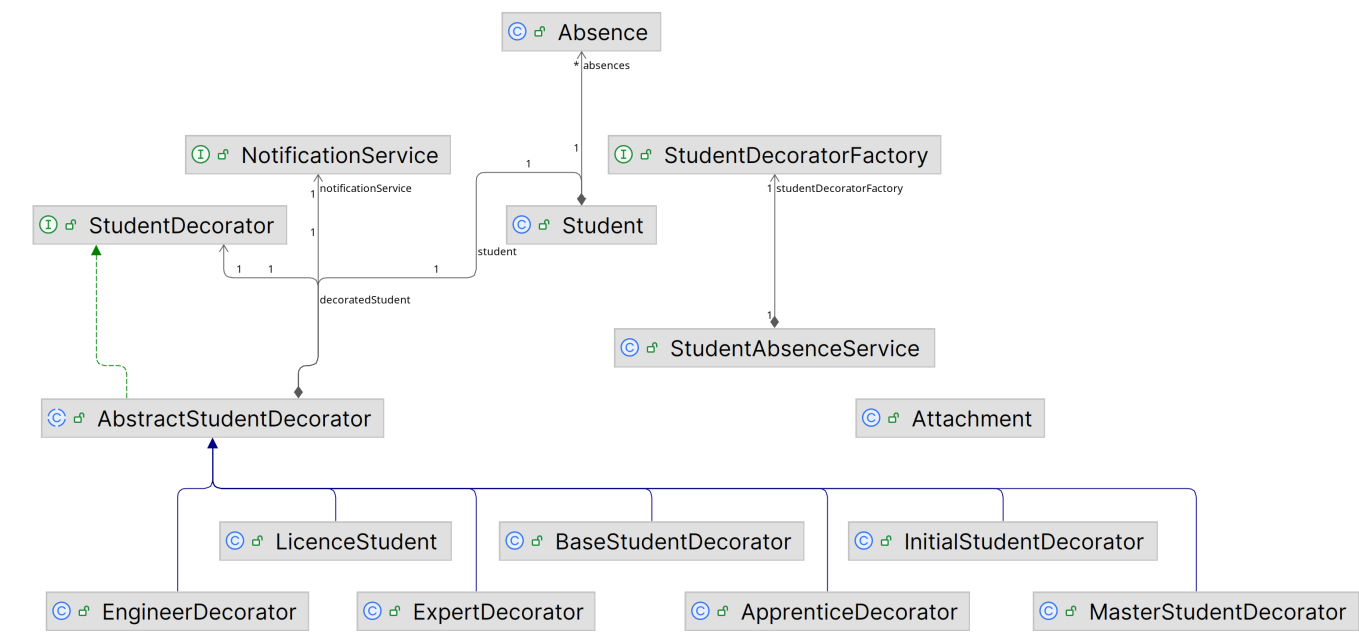 Absence
* absences
1
NotificationService
1
StudentDecoratorFactory
1 notificationService
1 studentDecoratorFactory
StudentDecorator
1
Student
student
1 1 1
decoratedStudent
1
StudentAbsenceService
AbstractStudentDecorator
Attachment
LicenceStudent
BaseStudentDecorator
InitialStudentDecorator
EngineerDecorator
ExpertDecorator
ApprenticeDecorator
MasterStudentDecorator